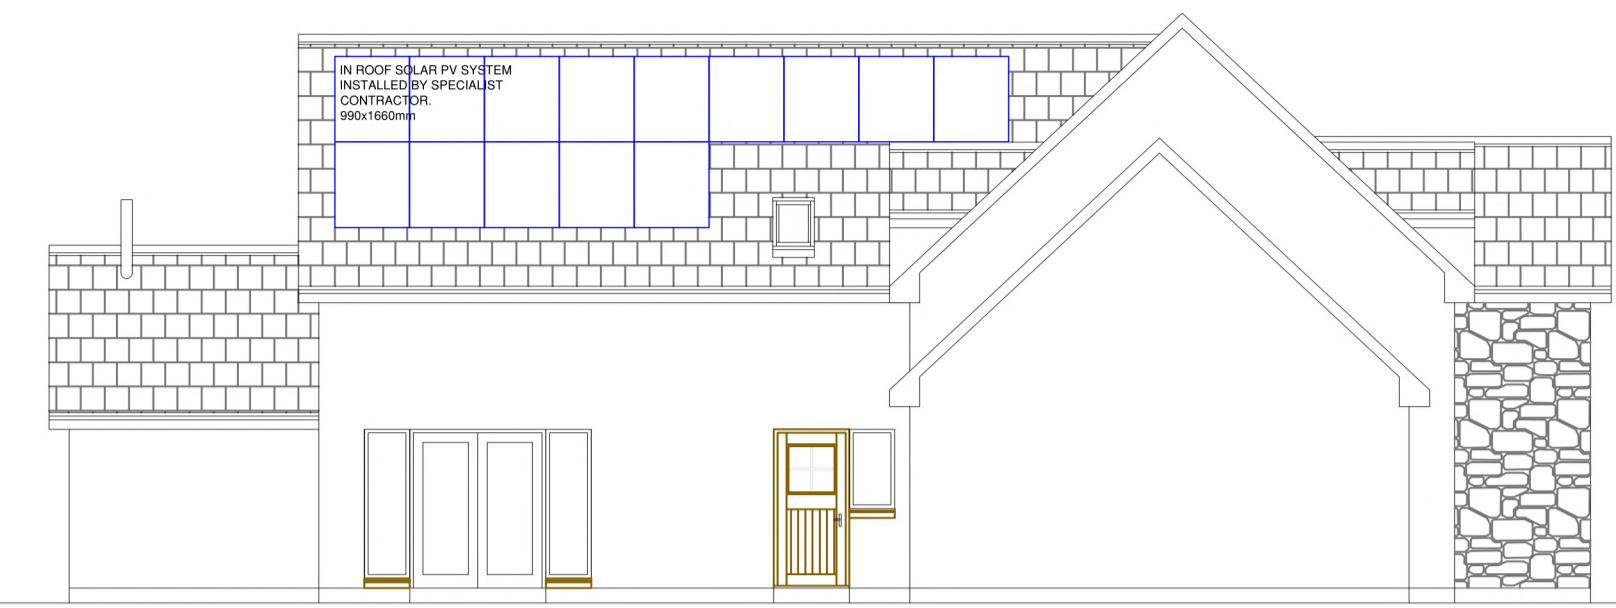 IN ROOF SOLAR PV SYSTEM
INSTALLED BY SPECIALIST
CONTRACTOR.
990x1660mm